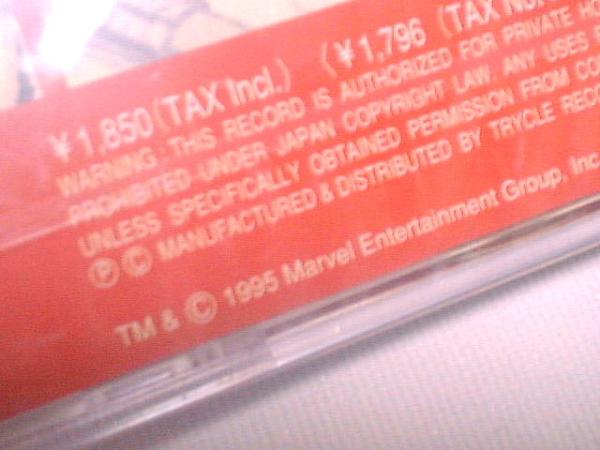 ¥1,850(TAX Incl.) (¥1,796 (TAX
WARNING : THIS RECORD IS AUTHORIZED FOR PRIVATE
PROHIBITED UNDER JAPAN COPYRIGHT LAW. ANY USES
UNLESS SPECIFICALLY OBTAINED PERMISSION FROM
Ⓟ © MANUFACTURED & DISTRIBUTED BY TRYCLE
TM & © 1995 Marvel Entertainment Group, Inc.